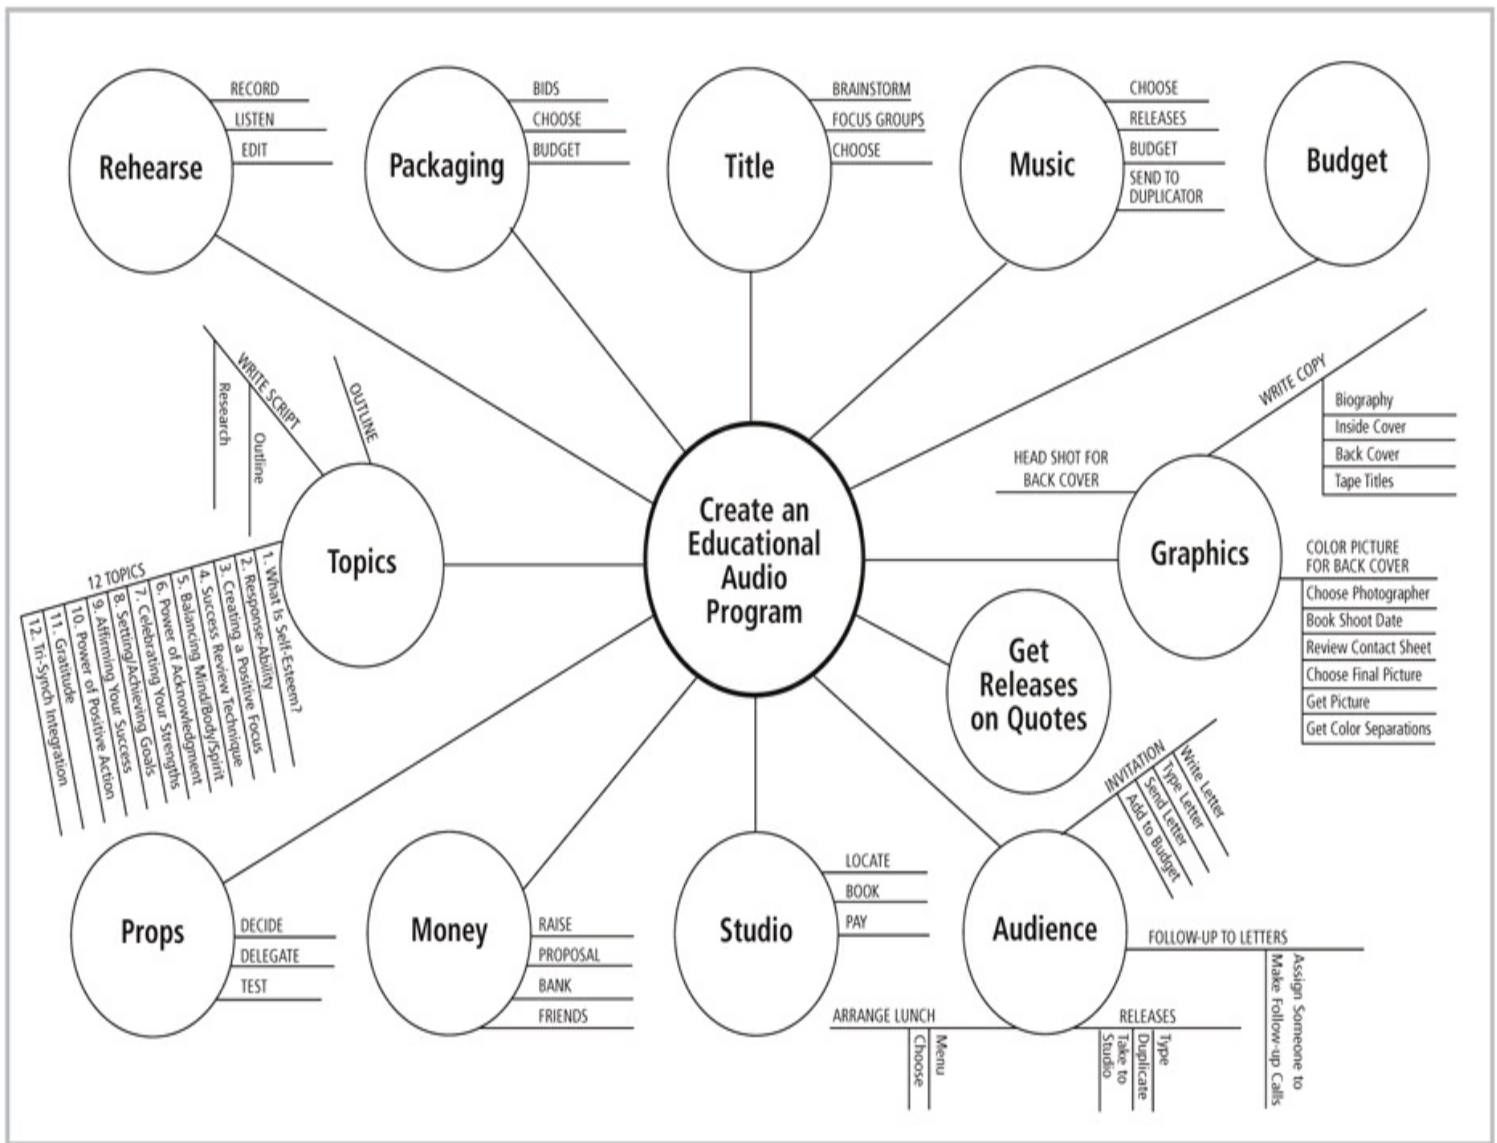 Rehearse
RECORD
LISTEN
EDIT
Packaging
BIDS
CHOOSE
BUDGET
Title
BRAINSTORM
FOCUS GROUPS
CHOOSE
Music
CHOOSE
RELEASES
BUDGET
SEND TO
DUPLICATOR
Budget
WRITE SCRIPT
Research
Outline
OUTLINE
Topics
12 TOPICS
1. What Is Self-Esteem?
2. Response-Ability
3. Creating a Positive Focus
4. Success Review Technique
5. Balancing Mind/Body/Spirit
6. Power of Acknowledgment
7. Celebrating Your Strengths
8. Setting/Achieving Goals
9. Affirming Your Success
10. Power of Positive Action
11. Gratitude
12. Tri-Synch Integration
Create an
Educational
Audio
Program
HEAD SHOT FOR
BACK COVER
WRITE COPY
Biography
Inside Cover
Back Cover
Tape Titles
Graphics
COLOR PICTURE
FOR BACK COVER
Choose Photographer
Book Shoot Date
Review Contact Sheet
Choose Final Picture
Get Picture
Get Color Separations
Get
Releases
on Quotes
Props
DECIDE
DELEGATE
TEST
Money
RAISE
PROPOSAL
BANK
FRIENDS
Studio
LOCATE
BOOK
PAY
Audience
INVITATION
Write Letter
Type Letter
Send Letter
Add to Budget
FOLLOW-UP TO LETTERS
Assign Someone to
Make Follow-up Calls
RELEASES
Type
Duplicate
Take to
Studio
ARRANGE LUNCH
Menu
Choose